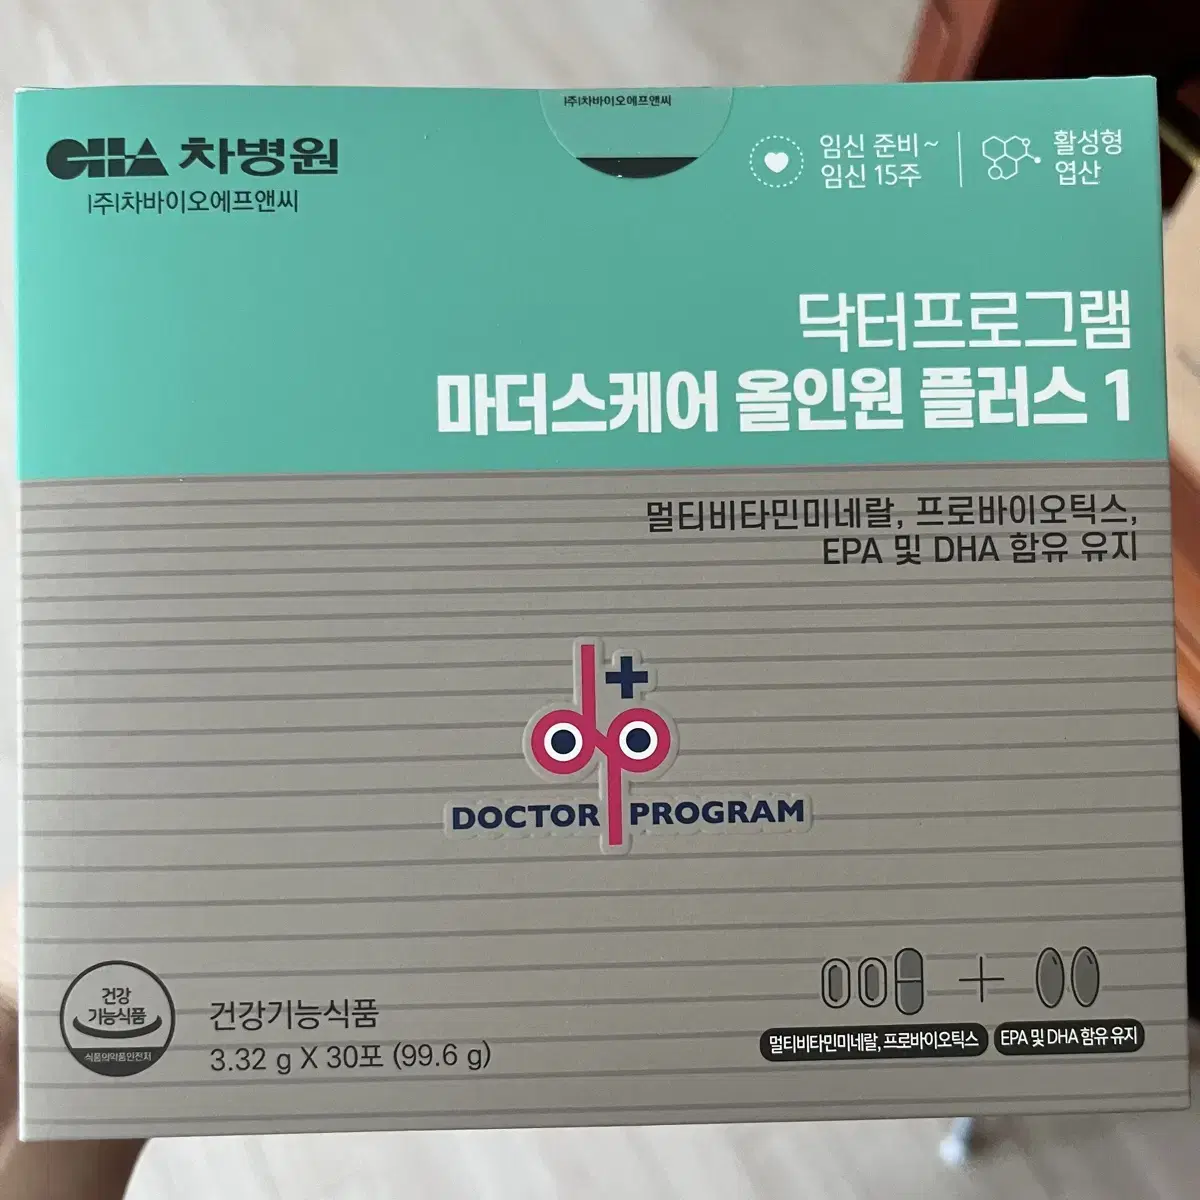 ㈜차바이오에프앤씨
CHA 차병원
㈜차바이오에프앤씨
임신 준비~
임신 15주
활성형
엽산
닥터프로그램
마더스케어 올인원 플러스 1
멀티비타민미네랄, 프로바이오틱스,
EPA 및 DHA 함유 유지
dp+
DOCTOR PROGRAM
건강
기능식품
식품의약품안전처
건강기능식품
3.32 g X 30포 (99.6 g)
멀티비타민미네랄, 프로바이오틱스
EPA 및 DHA 함유 유지